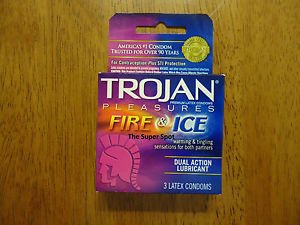 AMERICA'S #1 CONDOM
TRUSTED FOR OVER 90 YEARS
For Contraception Plus STI Protection
TROJAN
PREMIUM LATEX CONDOMS
PLEASURES
FIRE & ICE
The Super Spot
warming & tingling
sensations for both partners
DUAL ACTION
LUBRICANT
3 LATEX CONDOMS